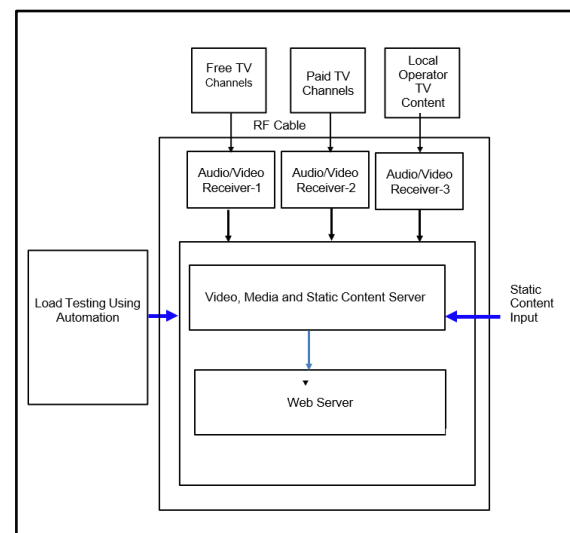 Free TV
Channels
Paid TV
Channels
Local
Operator
TV
Content
RF Cable
Audio/Video
Receiver-1
Audio/Video
Receiver-2
Audio/Video
Receiver-3
Load Testing Using
Automation
Video, Media and Static Content Server
Static
Content
Input
Web Server